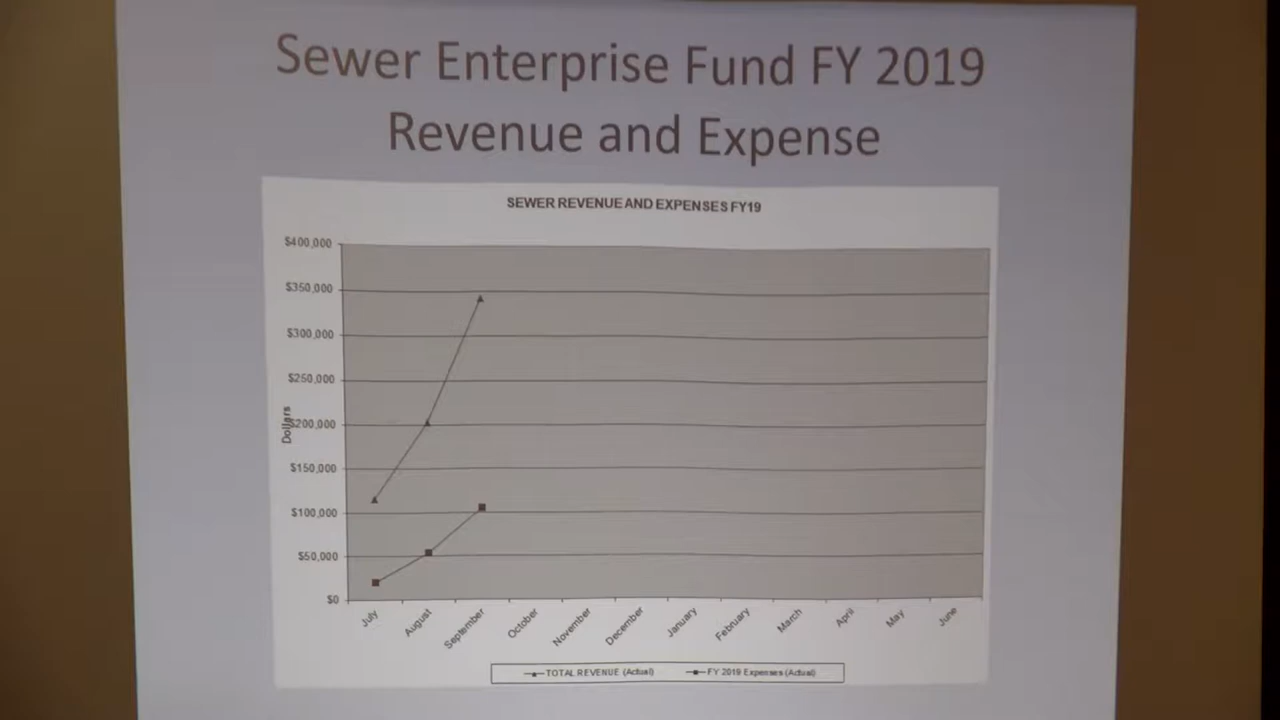 Sewer Enterprise Fund FY 2019
Revenue and Expense
SEWER REVENUE AND EXPENSES FY19
$400,000
$350,000
$300,000
$250,000
$200,000
$150,000
$100,000
$50,000
$0
Dollars
July
August
September
October
November
December
January
February
March
April
May
June
TOTAL REVENUE (Actual)
FY 2019 Expenses (Actual)